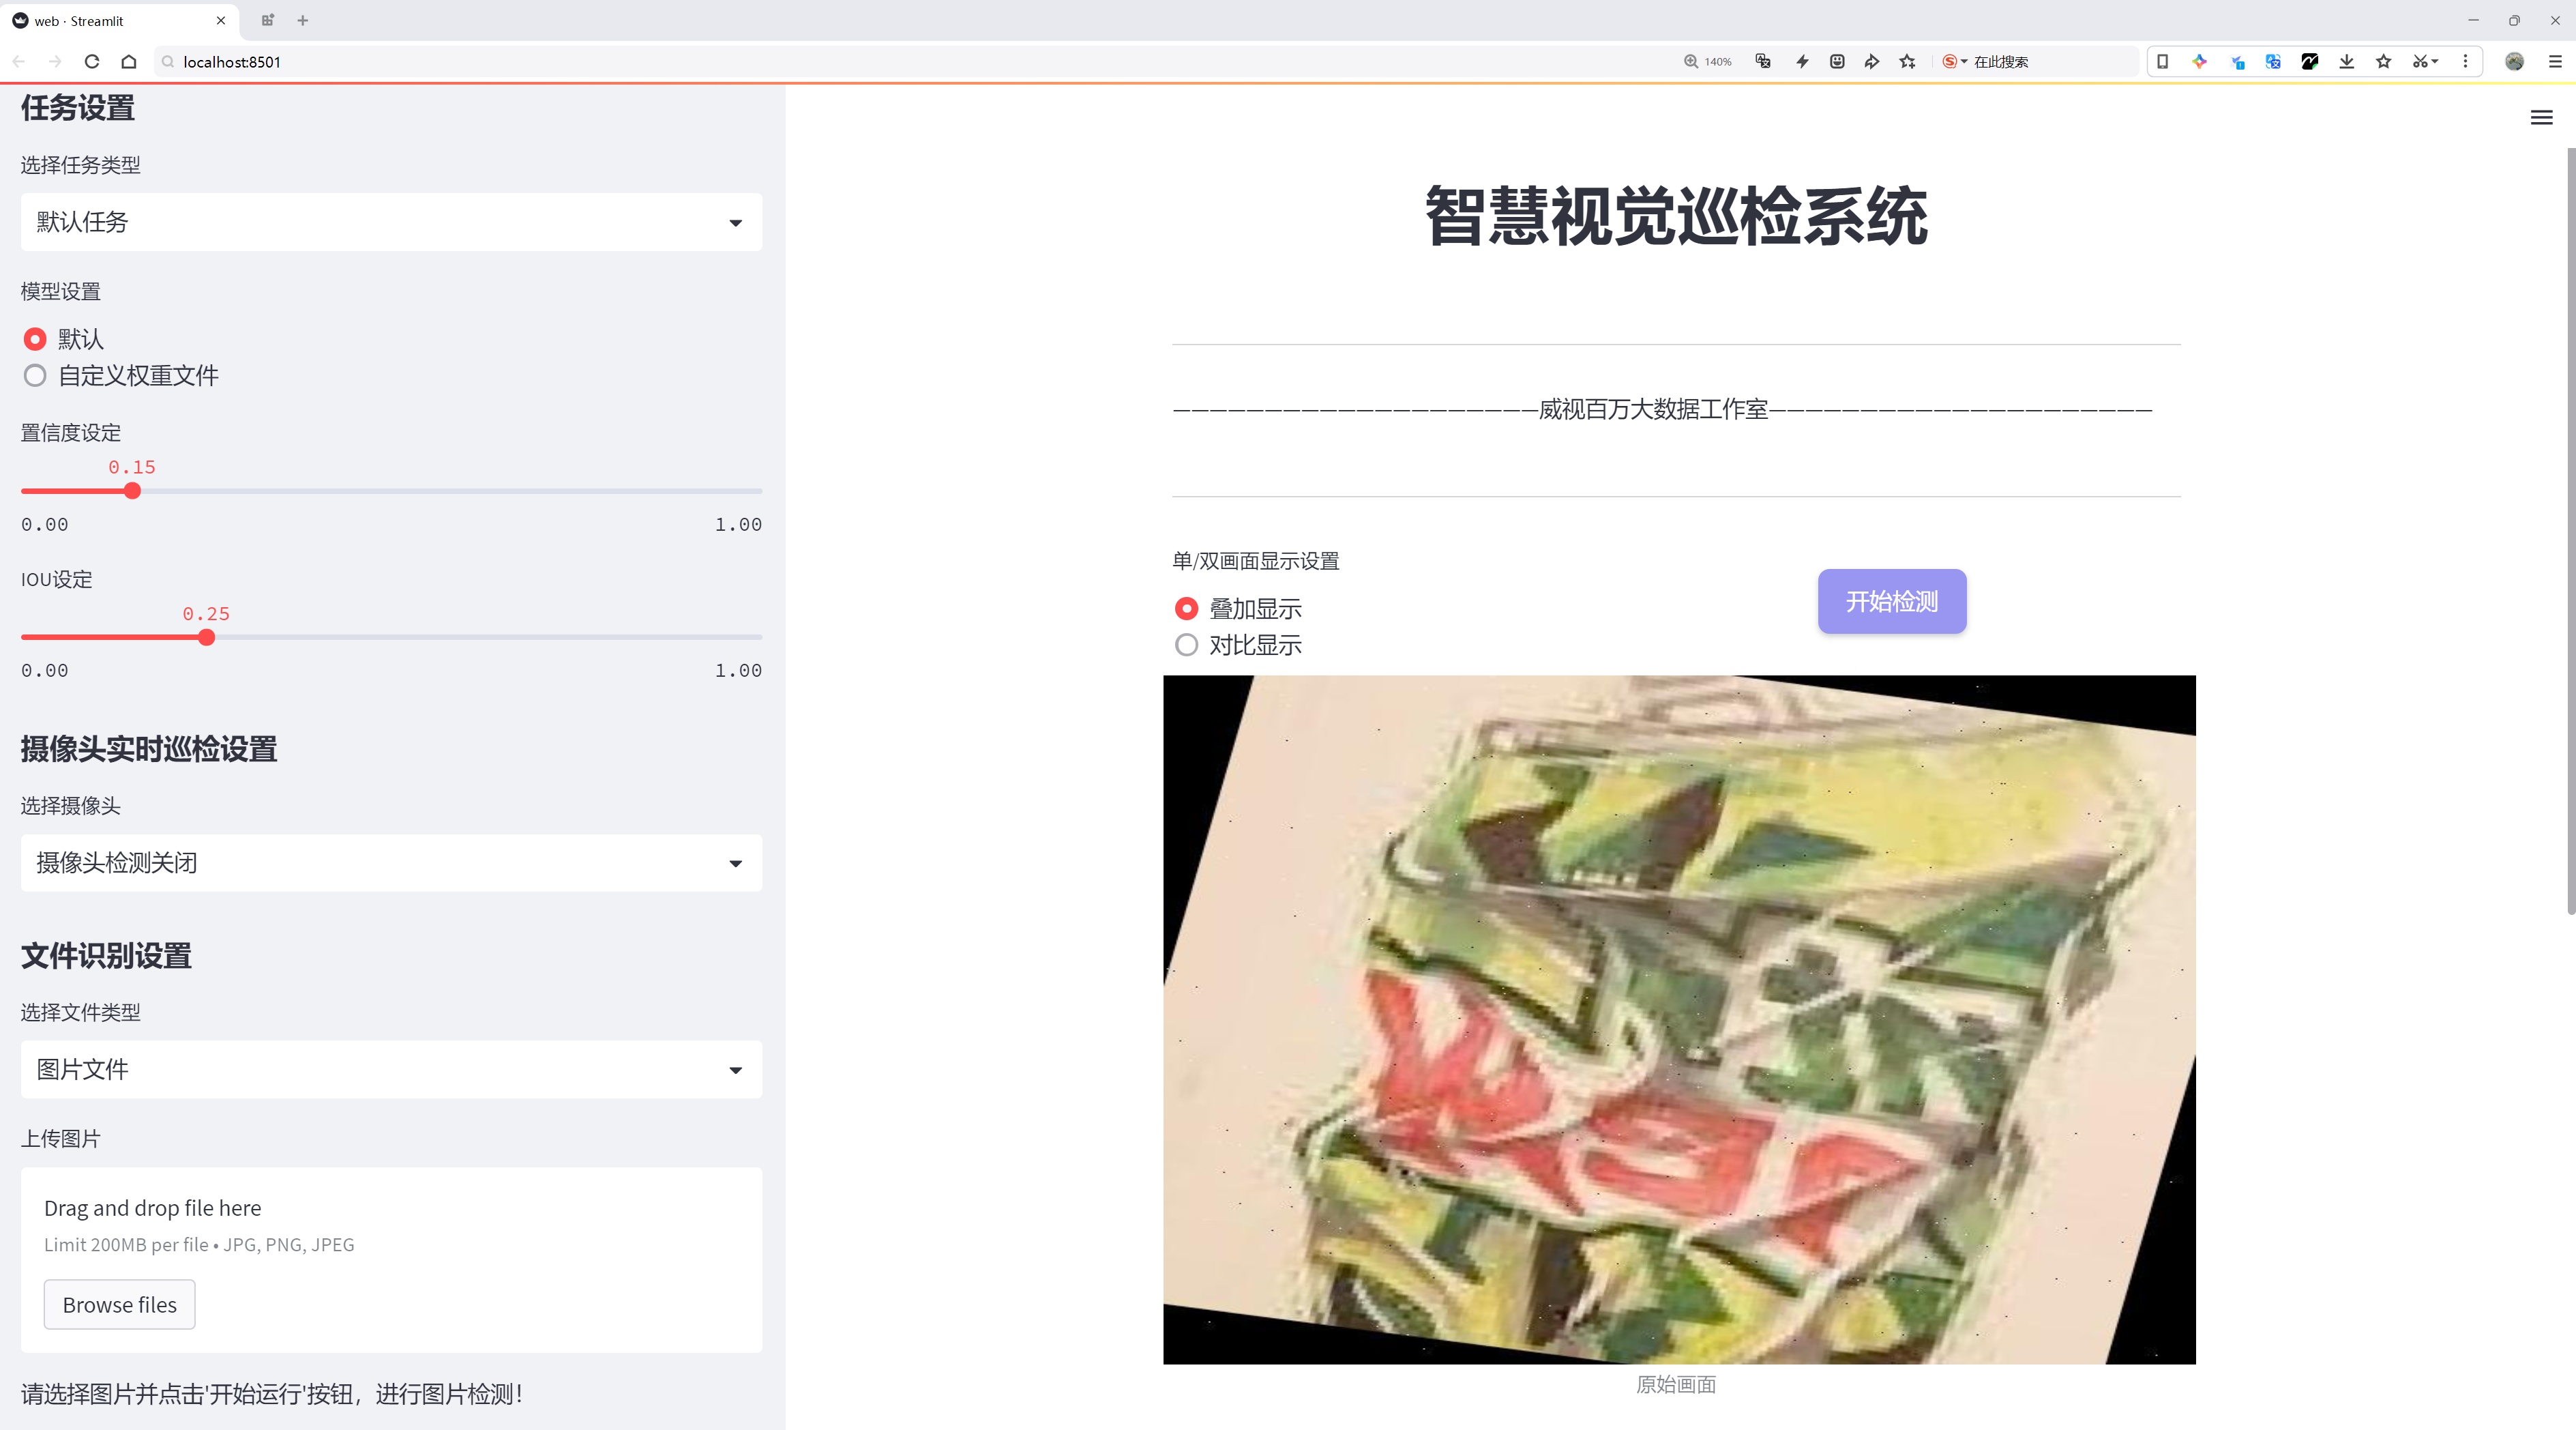 web · Streamlit
localhost:8501
140%
在此搜索
任务设置
选择任务类型
默认任务
模型设置
默认
自定义权重文件
置信度设定
0.15
0.00
1.00
IOU设定
0.25
0.00
1.00
摄像头实时巡检设置
选择摄像头
摄像头检测关闭
文件识别设置
选择文件类型
图片文件
上传图片
Drag and drop file here
Limit 200MB per file • JPG, PNG, JPEG
Browse files
请选择图片并点击'开始运行'按钮，进行图片检测！
智慧视觉巡检系统
————————————————————威视百万大数据工作室—————————————————————
单/双画面显示设置
叠加显示
对比显示
开始检测
原始画面